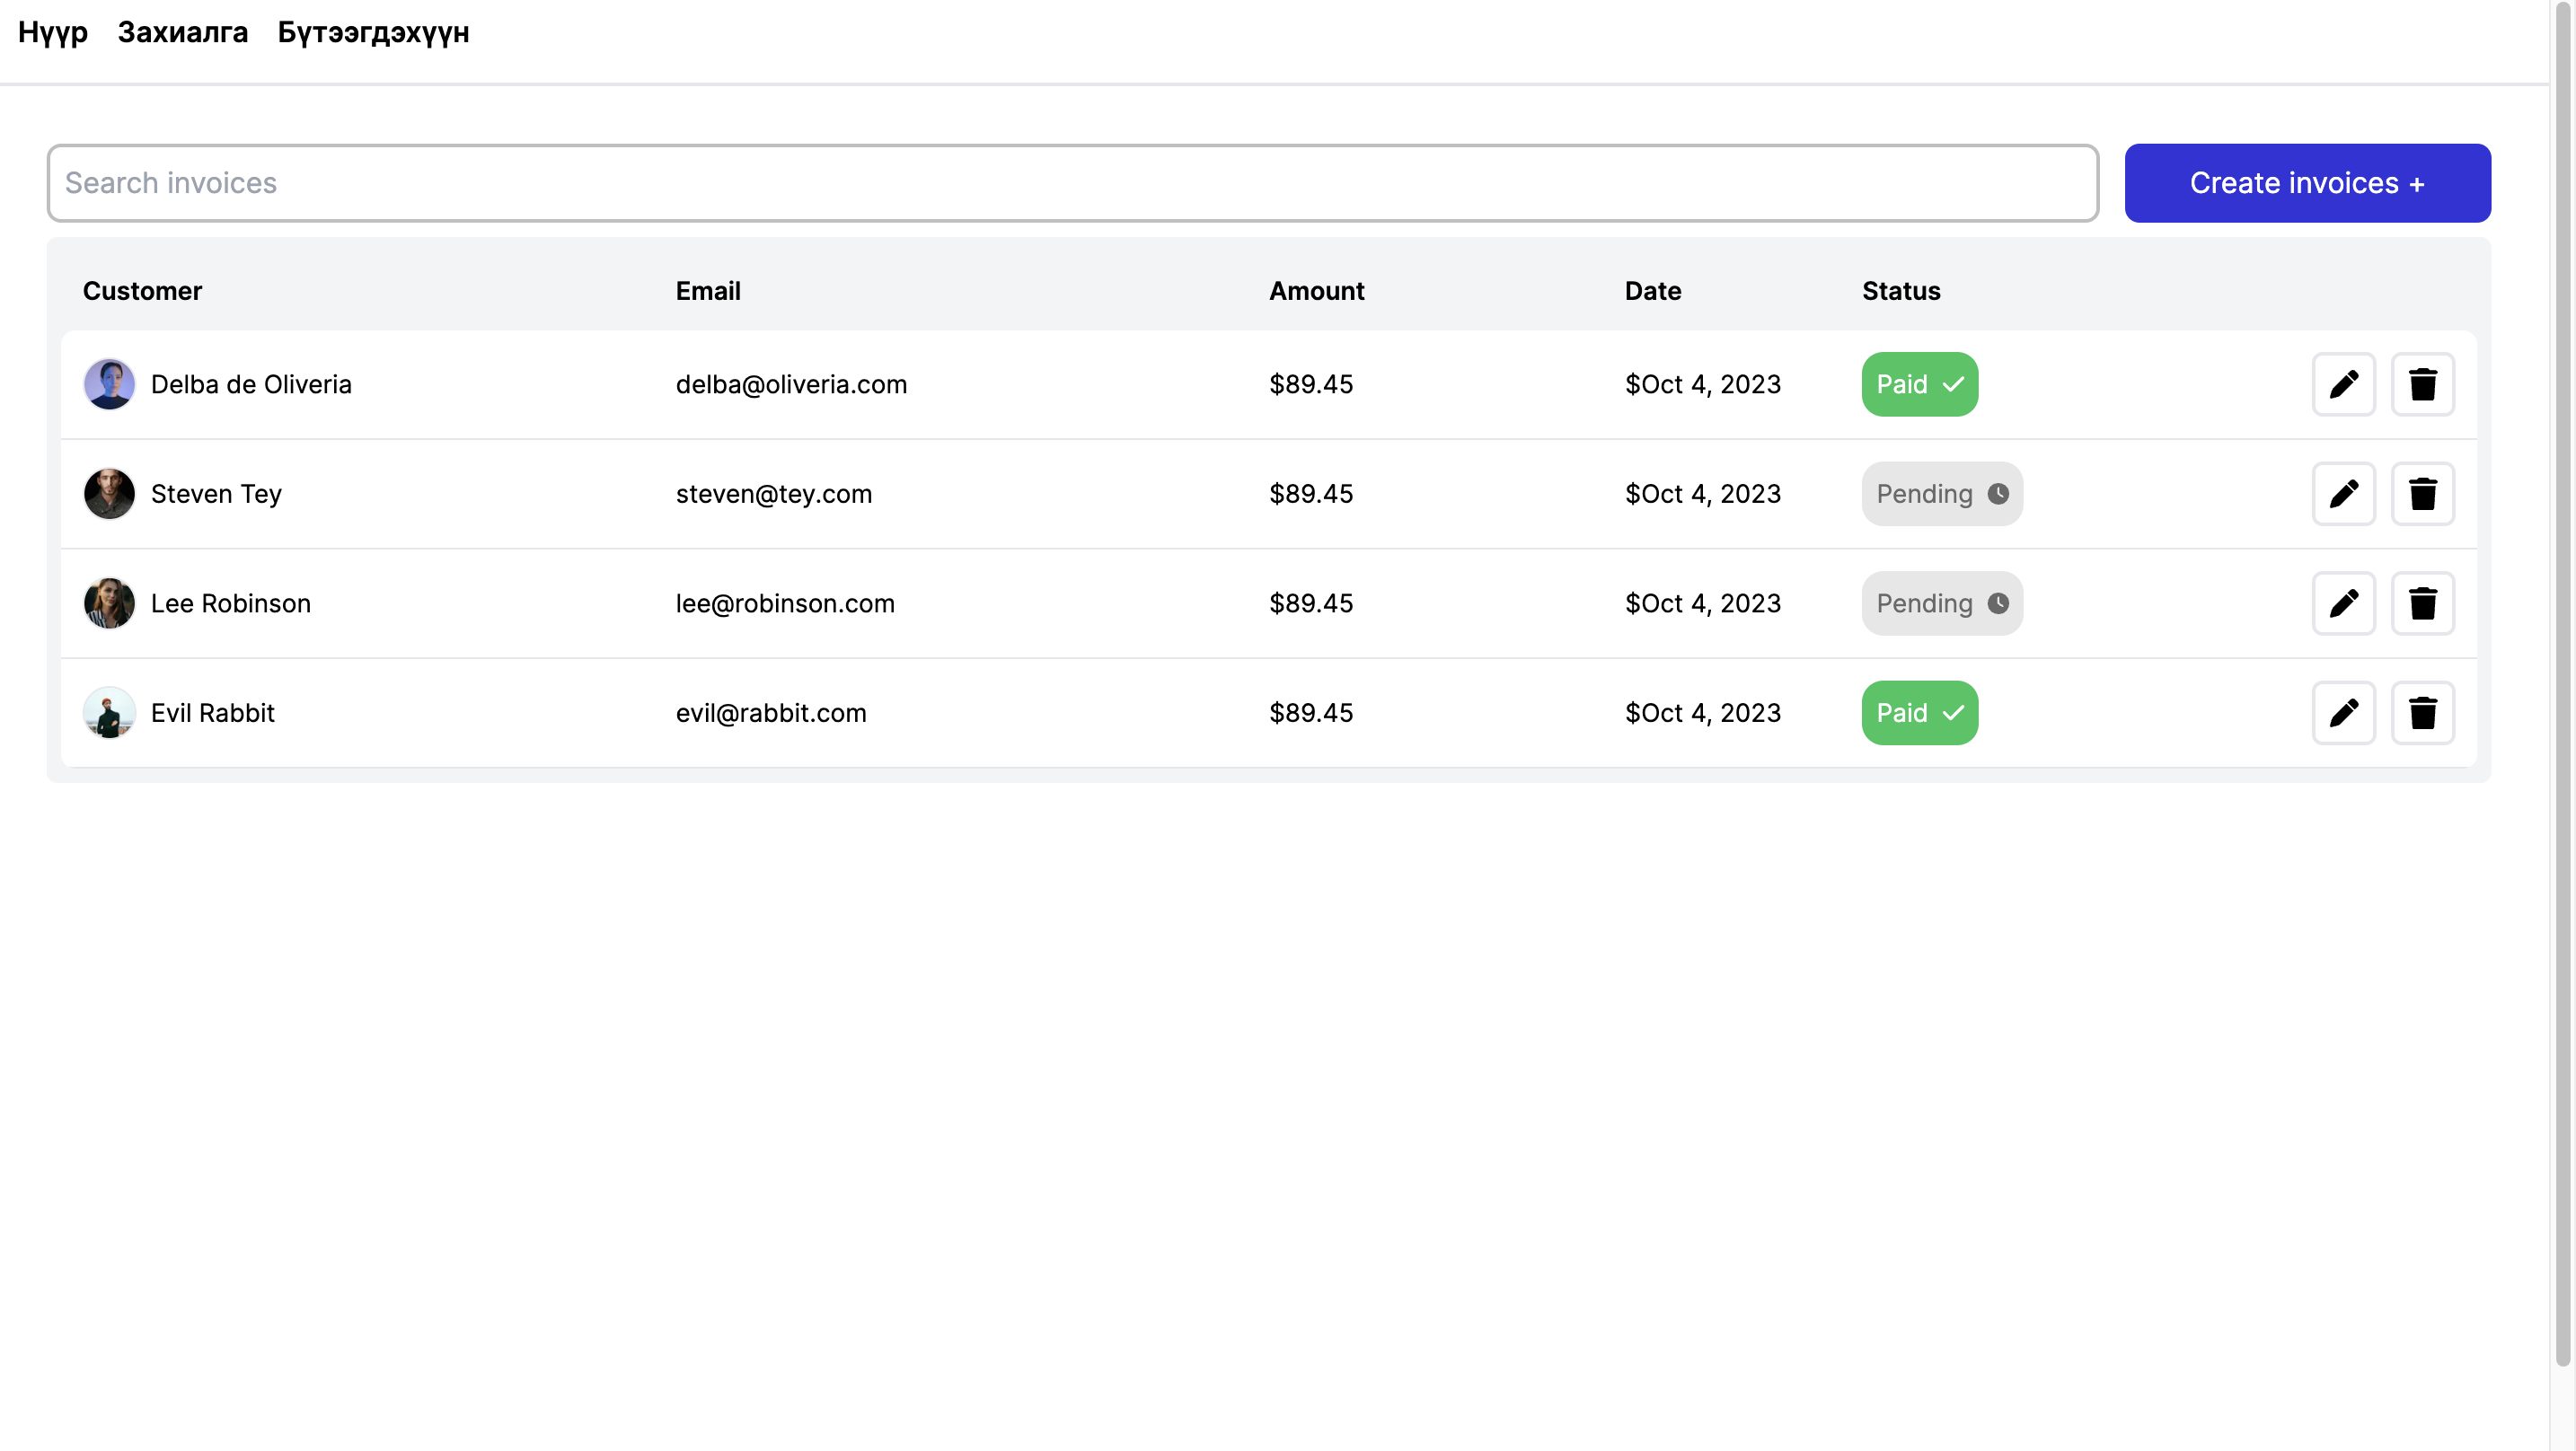 Нүүр Захиалга Бүтээгдэхүүн
Search invoices
Create invoices +
Customer Email Amount Date Status
Delba de Oliveria delba@oliveria.com $89.45 $Oct 4, 2023 Paid
Steven Tey steven@tey.com $89.45 $Oct 4, 2023 Pending
Lee Robinson lee@robinson.com $89.45 $Oct 4, 2023 Pending
Evil Rabbit evil@rabbit.com $89.45 $Oct 4, 2023 Paid